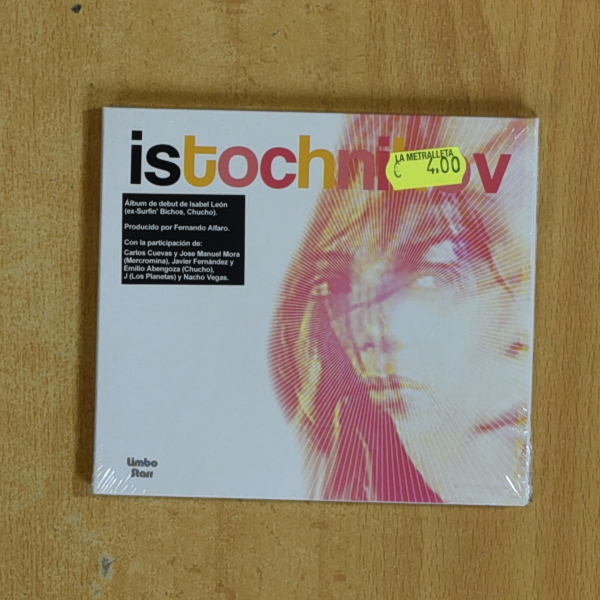 istochnikov
LA METRALLETA
€ 4,00
Álbum de debut de Isabel León
(ex-Surfin' Bichos, Chucho).
Producido por Fernando Alfaro.
Con la participación de:
Carlos Cuevas y Jose Manuel Mora
(Mercromina), Javier Fernández y
Emilio Abengoza (Chucho),
J (Los Planetas) y Nacho Vegas.
Limbo
Starr